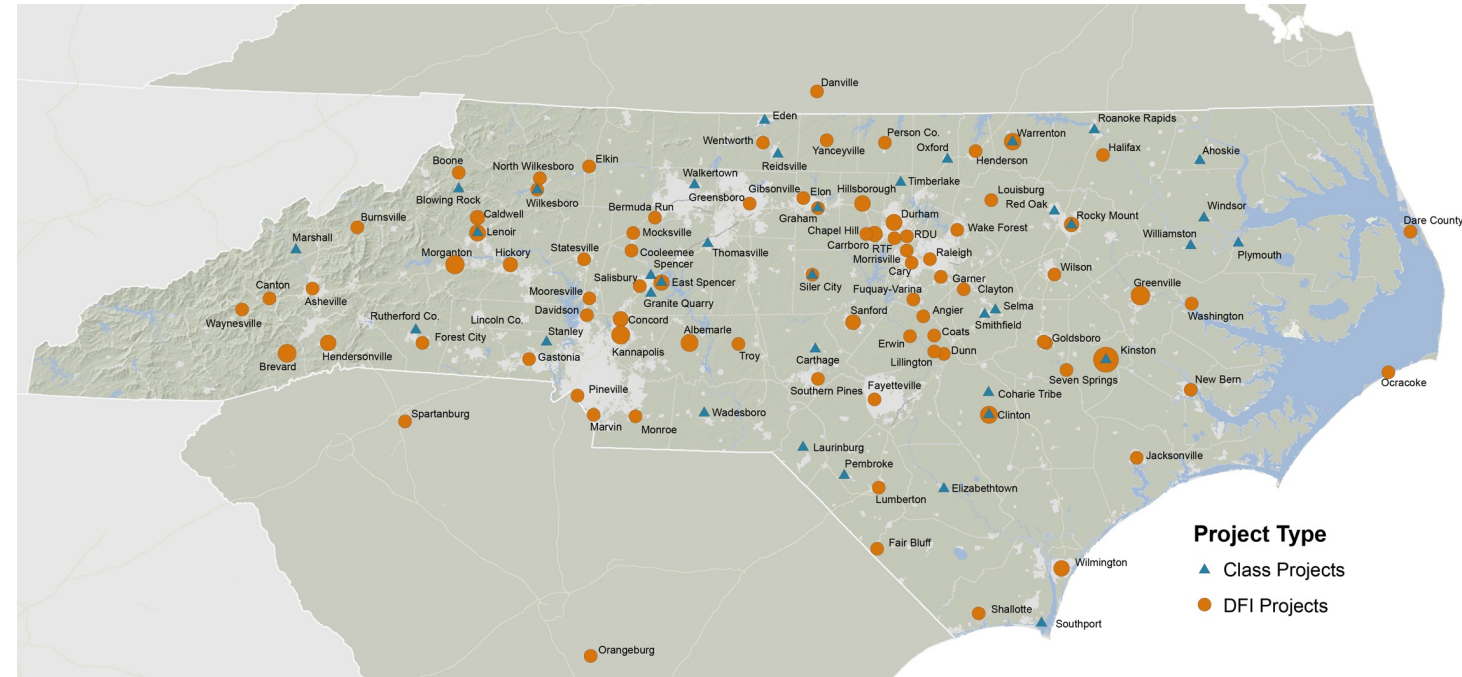 Danville
Eden
Roanoke Rapids
Wentworth
Yanceyville
Person Co.
Oxford
Warrenton
Henderson
Halifax
Ahoskie
Reidsville
Boone
North Wilkesboro
Elkin
Walkertown
Greensboro
Gibsonville
Elon
Hillsborough
Timberlake
Louisburg
Red Oak
Windsor
Blowing Rock
Wilkesboro
Graham
Burnsville
Caldwell
Bermuda Run
Durham
Rocky Mount
Dare County
Marshall
Lenoir
Mocksville
Chapel Hill
RDU
Wake Forest
Williamston
Morganton
Hickory
Statesville
Cooleemee
Thomasville
Carrboro
RTF
Plymouth
Spencer
Morrisville
Raleigh
Canton
Asheville
Salisbury
East Spencer
Siler City
Cary
Garner
Wilson
Greenville
Mooresville
Granite Quarry
Fuquay-Varina
Clayton
Waynesville
Davidson
Rutherford Co.
Lincoln Co.
Concord
Sanford
Angier
Selma
Smithfield
Washington
Stanley
Forest City
Albemarle
Erwin
Coats
Goldsboro
Kannapolis
Troy
Carthage
Lillington
Dunn
Kinston
Brevard
Hendersonville
Gastonia
Southern Pines
Fayetteville
Seven Springs
New Bern
Ocracoke
Pineville
Coharie Tribe
Spartanburg
Marvin
Monroe
Wadesboro
Clinton
Laurinburg
Jacksonville
Pembroke
Lumberton
Elizabethtown
Fair Bluff
Wilmington
Shallotte
Southport
Orangeburg
Project Type
Class Projects
DFI Projects